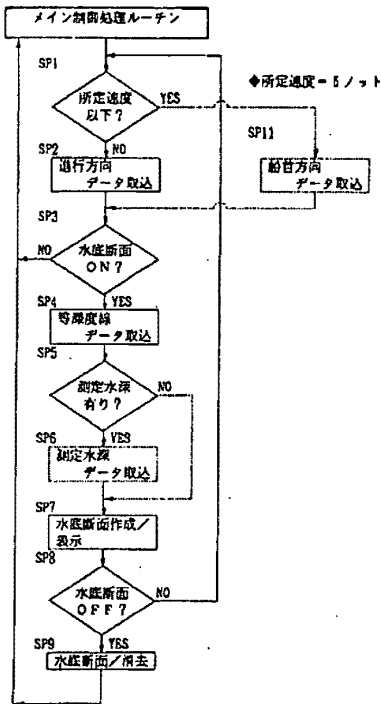 メイン制御処理ルーチン
SP1
所定速度
以下?
YES
◆所定速度=5ノット
SP11
SP2
NO
進行方向
データ取込
船首方向
データ取込
SP3
NO
水底断面
ON?
SP4
YES
等深度線
データ取込
SP5
測定水深
有り?
NO
SP6
YES
測定水深
データ取込
SP7
水底断面作成/
表示
SP8
水底断面
OFF?
NO
SP9
YES
水底断面/消去